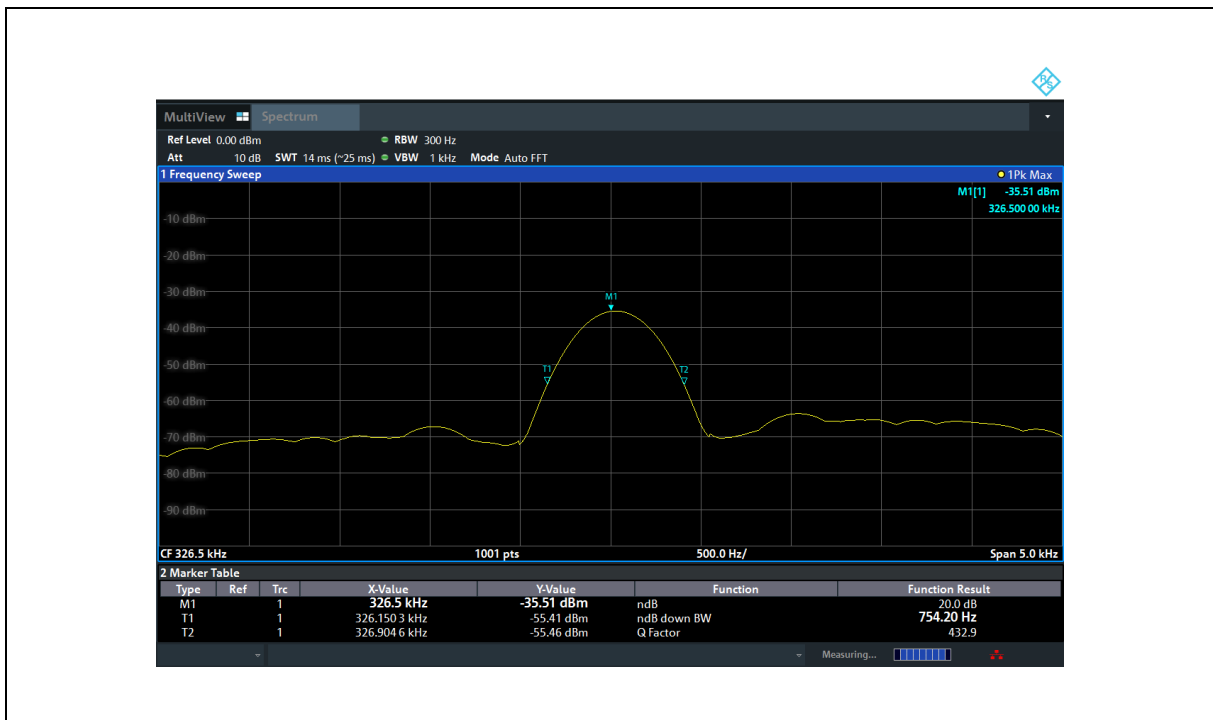 R&S
MultiView Spectrum
Ref Level 0.00 dBm RBW 300 Hz
Att 10 dB SWT 14 ms (~25 ms) VBW 1 kHz Mode Auto FFT
1 Frequency Sweep 1Pk Max
M1[1] -35.51 dBm
326.500 00 kHz
-10 dBm
-20 dBm
-30 dBm
M1
-40 dBm
-50 dBm
T1 T2
-60 dBm
-70 dBm
-80 dBm
-90 dBm
CF 326.5 kHz 1001 pts 500.0 Hz/ Span 5.0 kHz
2 Marker Table
Type Ref Trc X-Value Y-Value Function Function Result
M1 1 326.5 kHz -35.51 dBm ndB 20.0 dB
T1 1 326.150 3 kHz -55.41 dBm ndB down BW 754.20 Hz
T2 1 326.904 6 kHz -55.46 dBm Q Factor 432.9
Measuring...